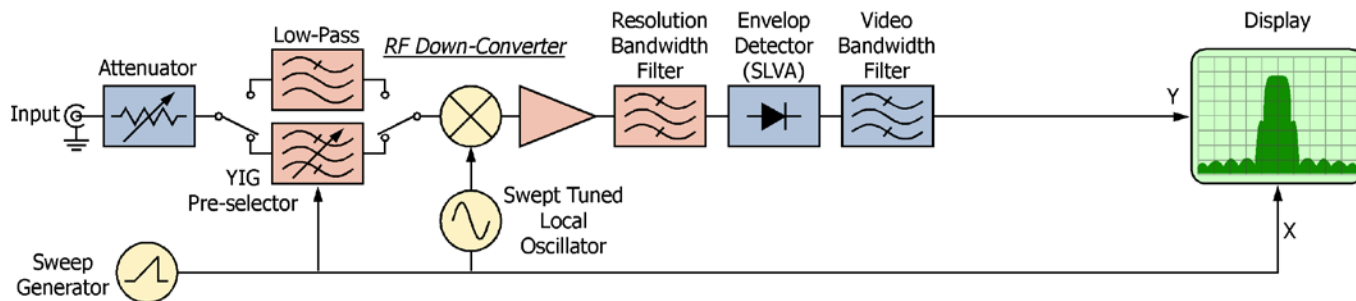 Low-Pass
RF Down-Converter
Resolution
Bandwidth
Filter
Envelop
Detector
(SLVA)
Video
Bandwidth
Filter
Display
Attenuator
Input
Y
YIG
Pre-selector
Swept Tuned
Local
Oscillator
X
Sweep
Generator